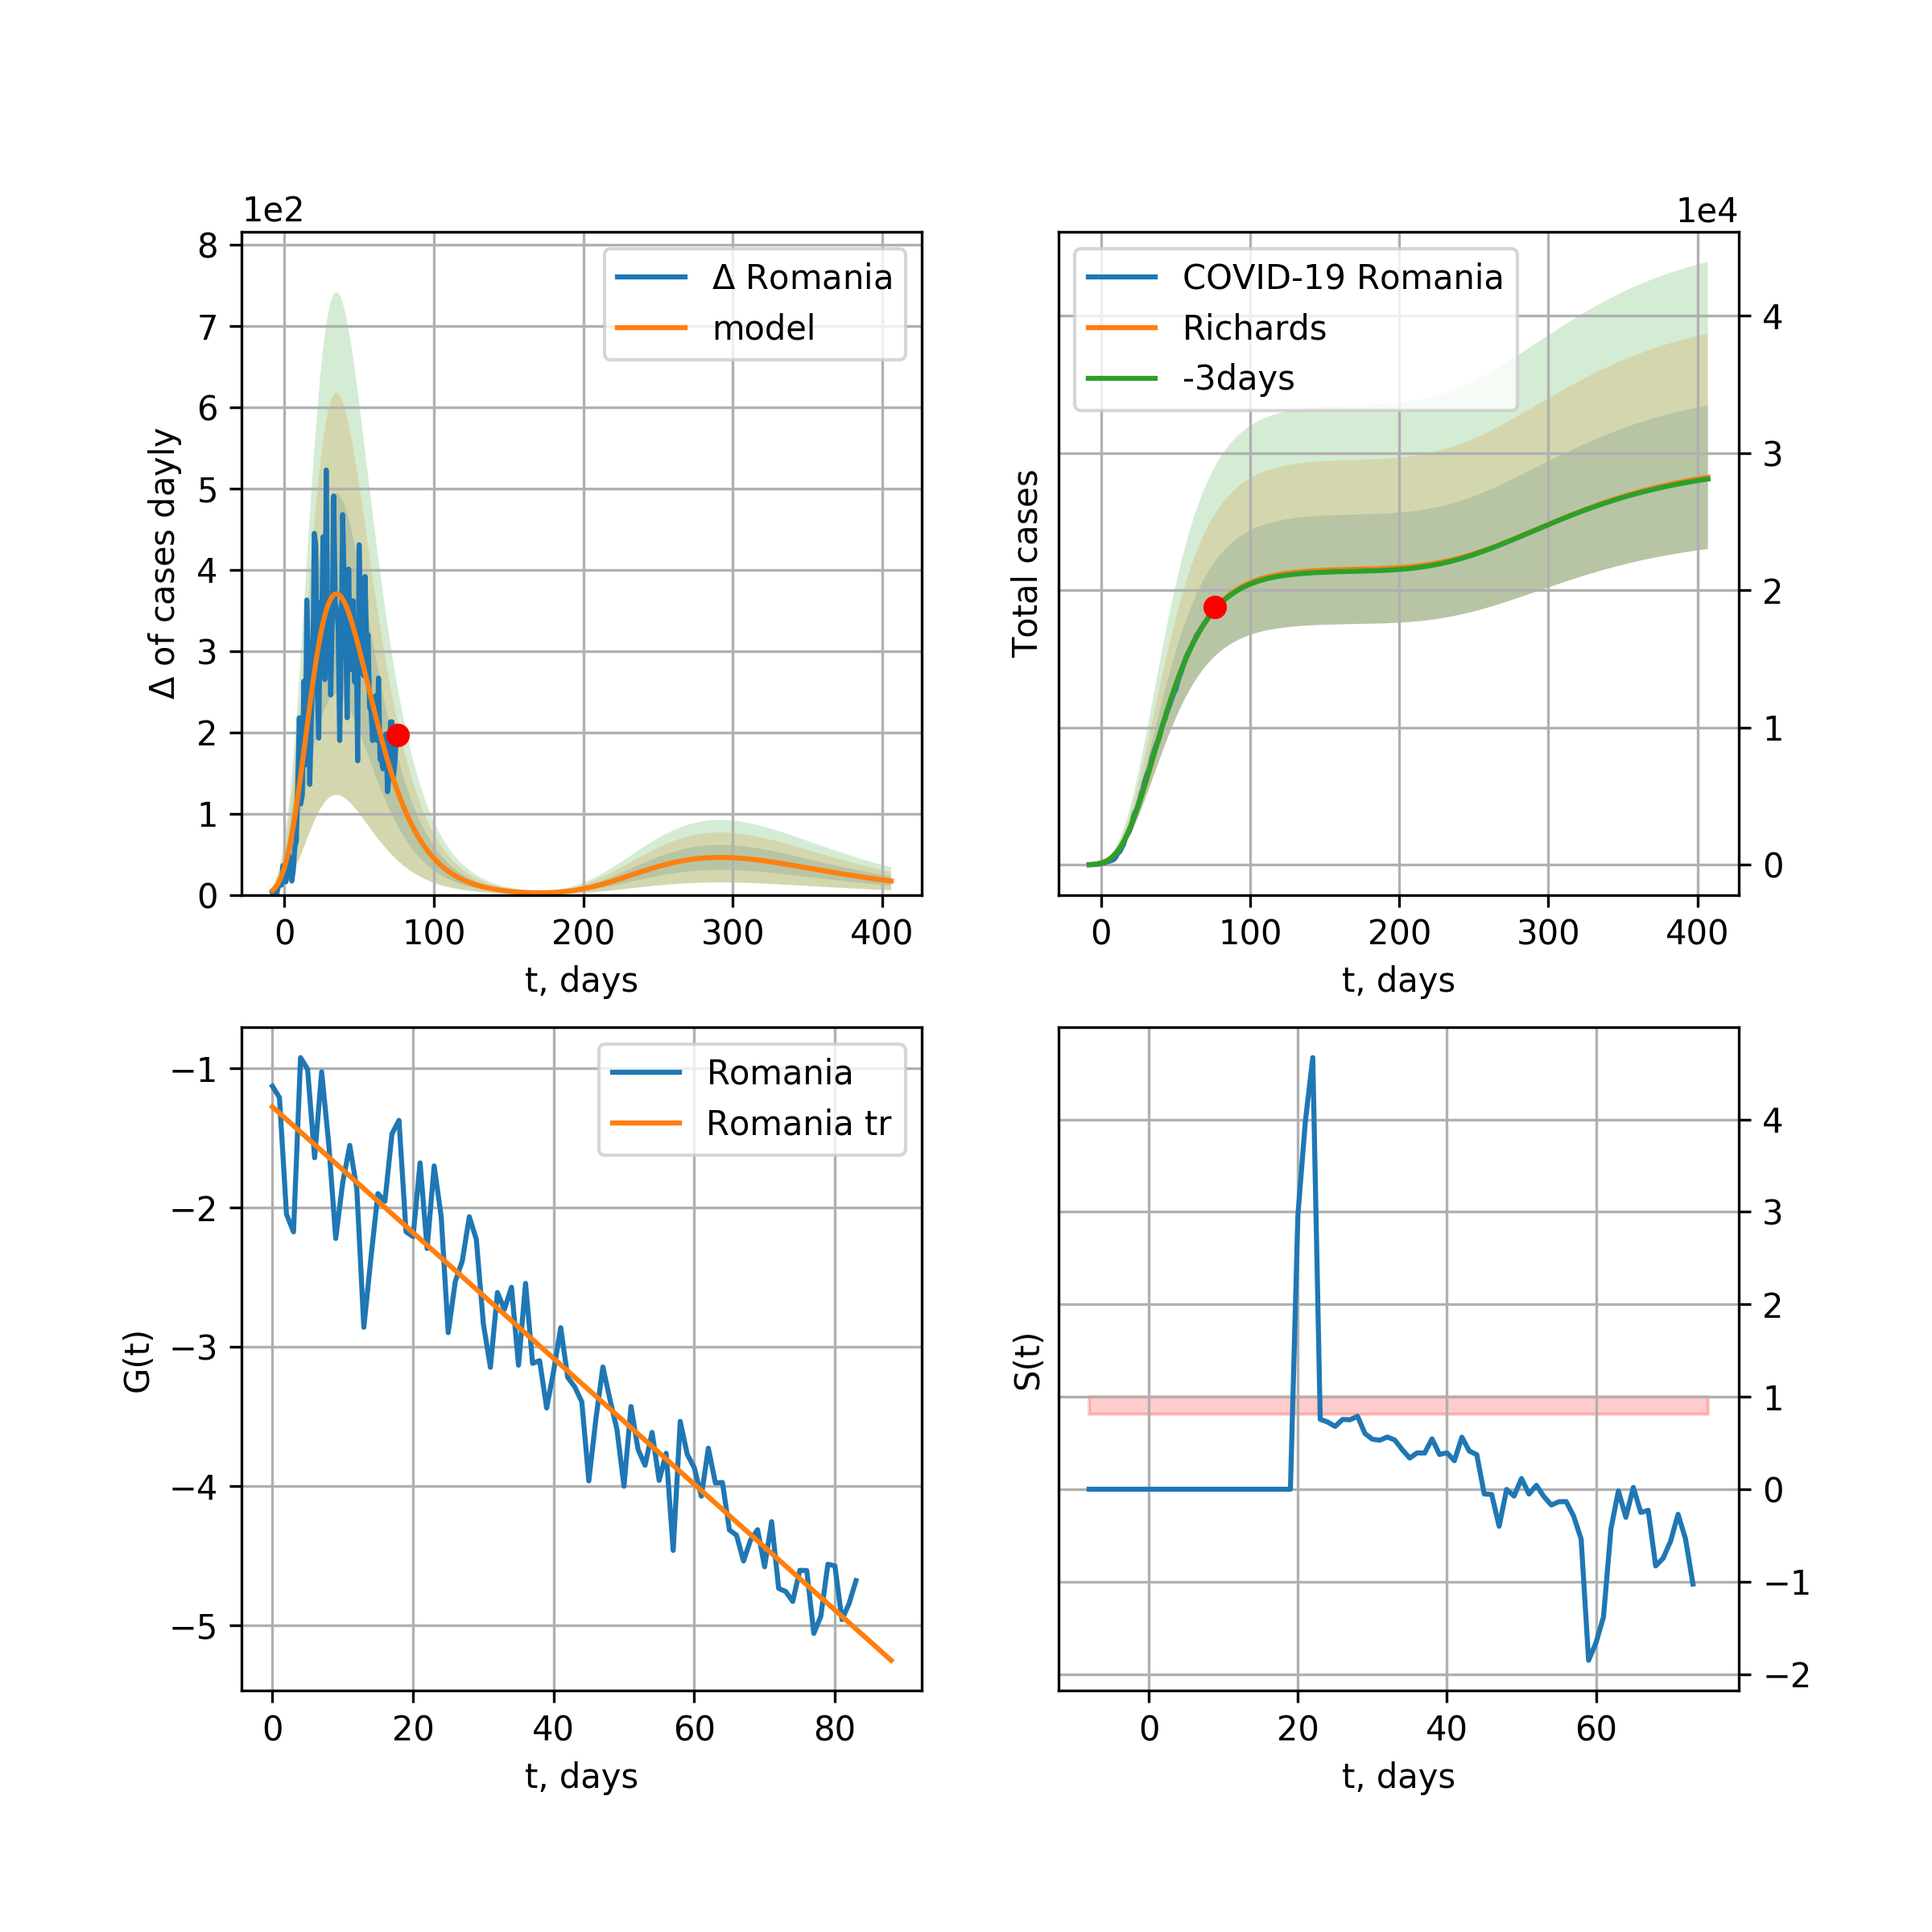 1e2
8
7
6
5
4
3
2
1
0
Δ of cases dayly
Δ Romania
model
0 100 200 300 400
t, days
1e4
Total cases
COVID-19 Romania
Richards
-3days
4
3
2
1
0
0 100 200 300 400
t, days
−1
−2
−3
−4
−5
G(t)
Romania
Romania tr
0 20 40 60 80
t, days
S(t)
4
3
2
1
0
−1
−2
0 20 40 60
t, days